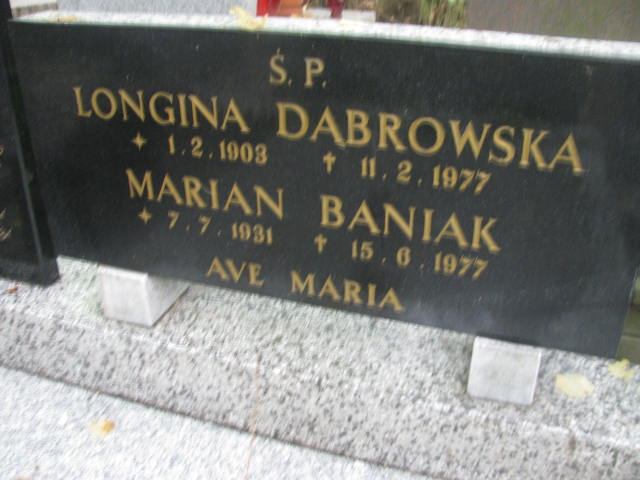 Ś.P.
LONGINA DĄBROWSKA
1.2.1903 † 11.2.1977
MARIAN BANIAK
7.7.1931 † 15.6.1977
AVE MARIA